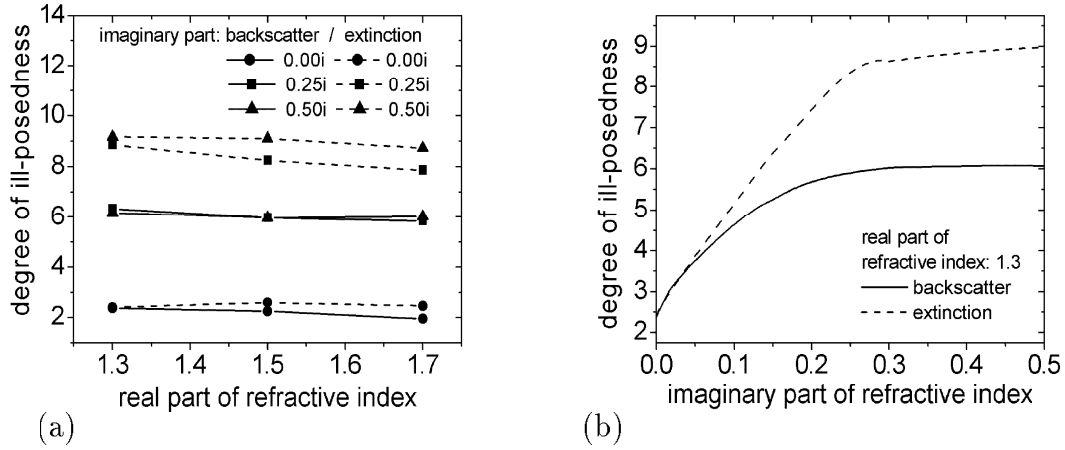 14
12
10
8
6
4
2
degree of ill-posedness
imaginary part: backscatter / extinction
0.00i 0.00i
0.25i 0.25i
0.50i 0.50i
1.3 1.4 1.5 1.6 1.7
real part of refractive index
(a)
9
8
7
6
5
4
3
2
degree of ill-posedness
real part of
refractive index: 1.3
backscatter
extinction
0.0 0.1 0.2 0.3 0.4 0.5
imaginary part of refractive index
(b)